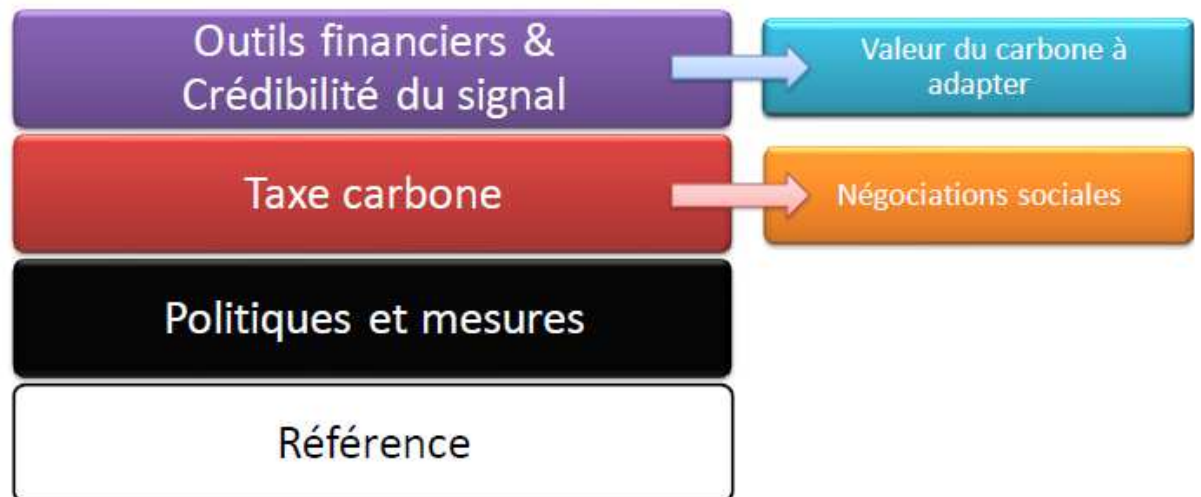 Outils financiers &
Crédibilité du signal
Valeur du carbone à
adapter
Taxe carbone
Négociations sociales
Politiques et mesures
Référence